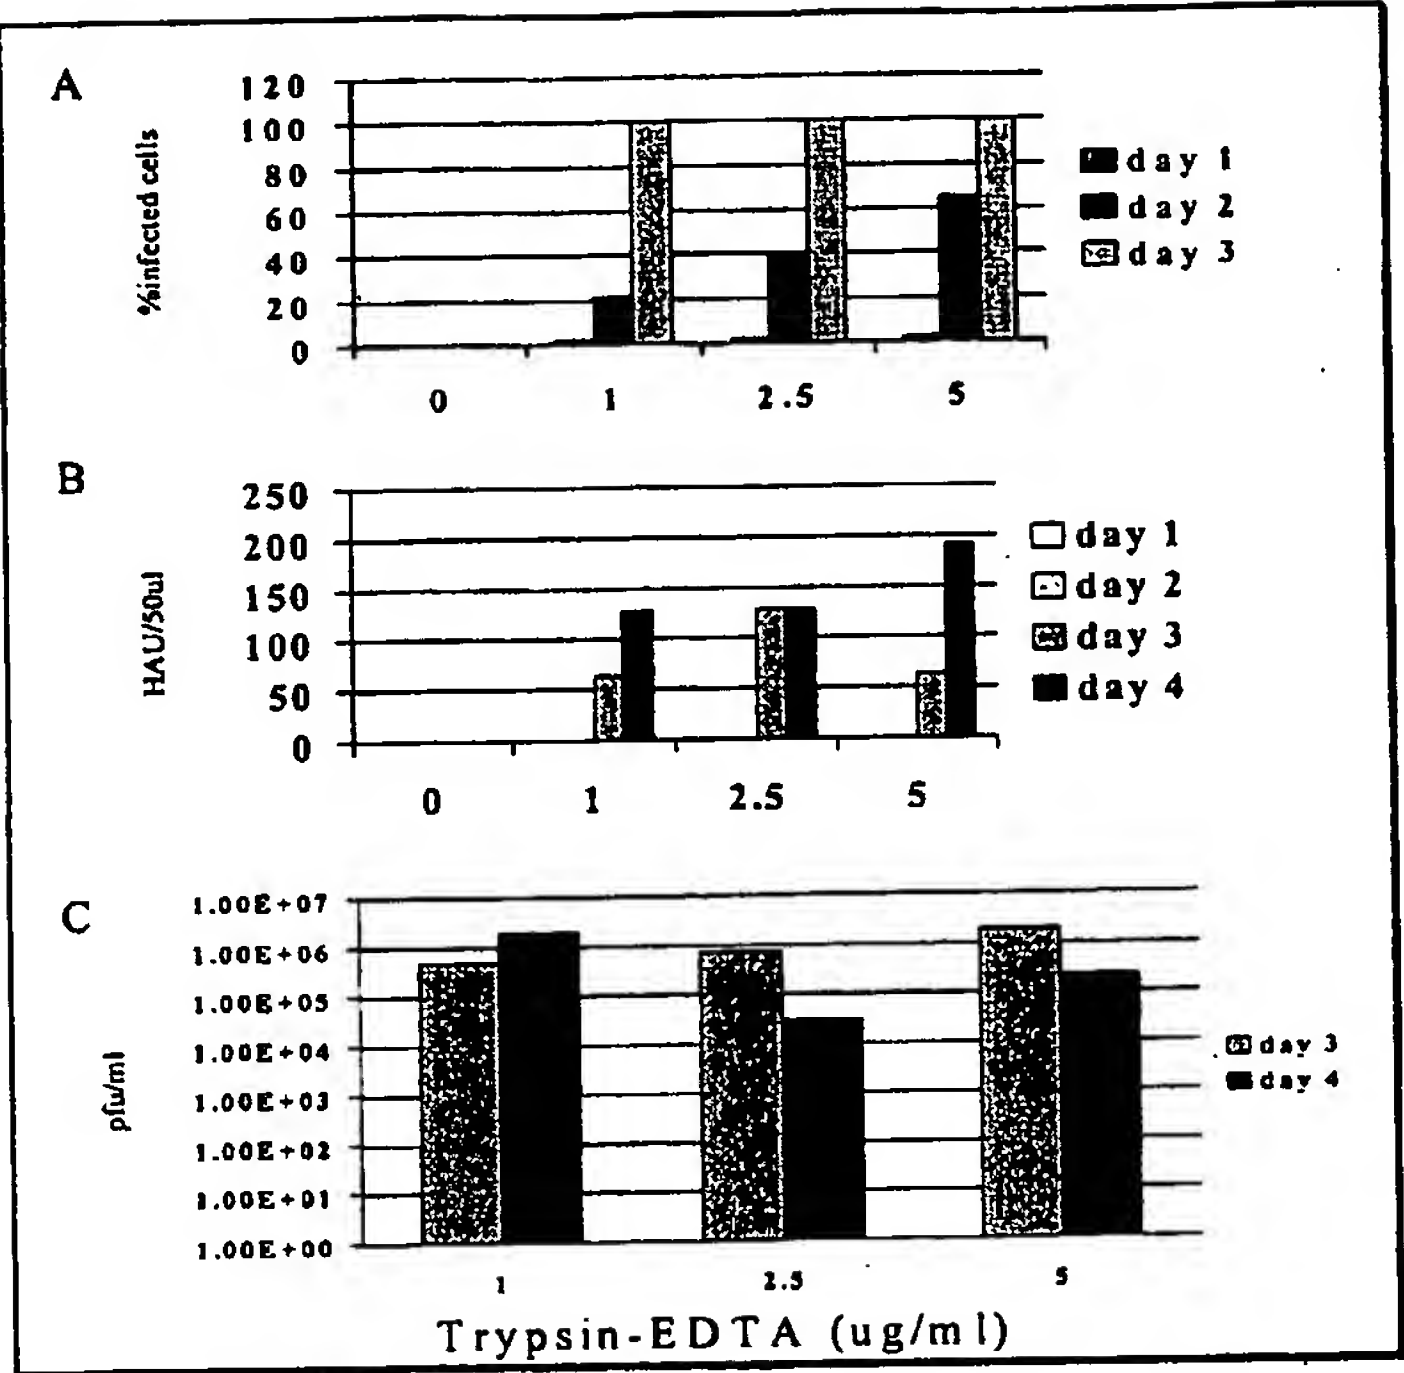 A
%infected cells
120
100
80
60
40
20
0
0 1 2.5 5
day 1
day 2
day 3
B
HAU/50ul
250
200
150
100
50
0
0 1 2.5 5
day 1
day 2
day 3
day 4
C
pfu/ml
1.00E+07
1.00E+06
1.00E+05
1.00E+04
1.00E+03
1.00E+02
1.00E+01
1.00E+00
1 2.5 5
day 3
day 4
Trypsin-EDTA (ug/ml)